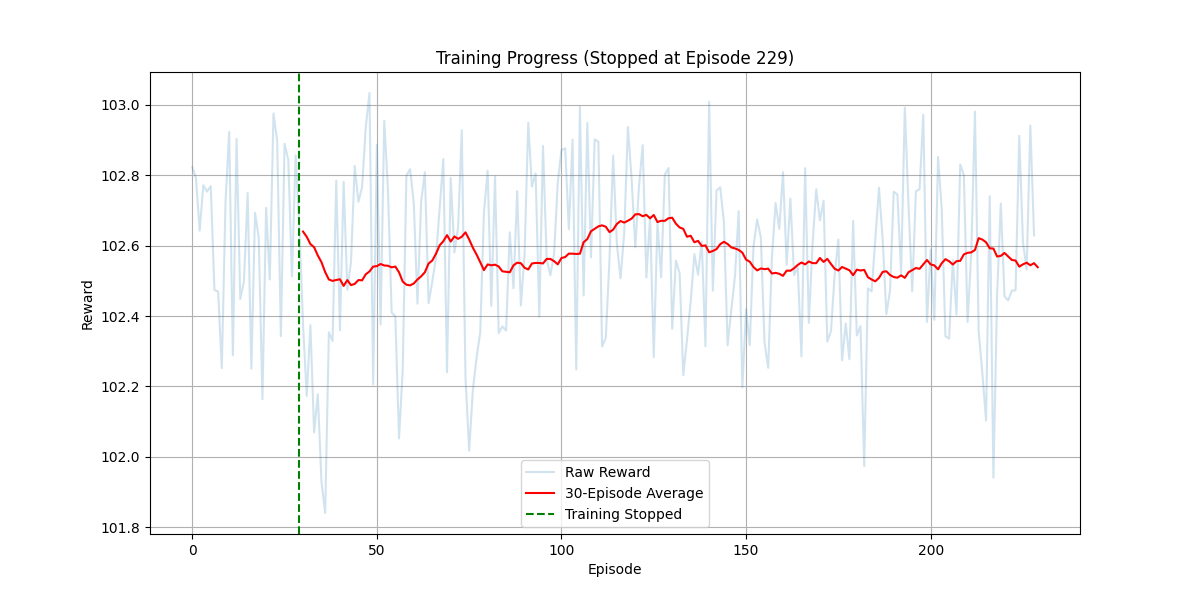 Training Progress (Stopped at Episode 229)
103.0
102.8
102.6
102.4
102.2
102.0
101.8
Reward
Raw Reward
30-Episode Average
Training Stopped
0
50
100
150
200
Episode